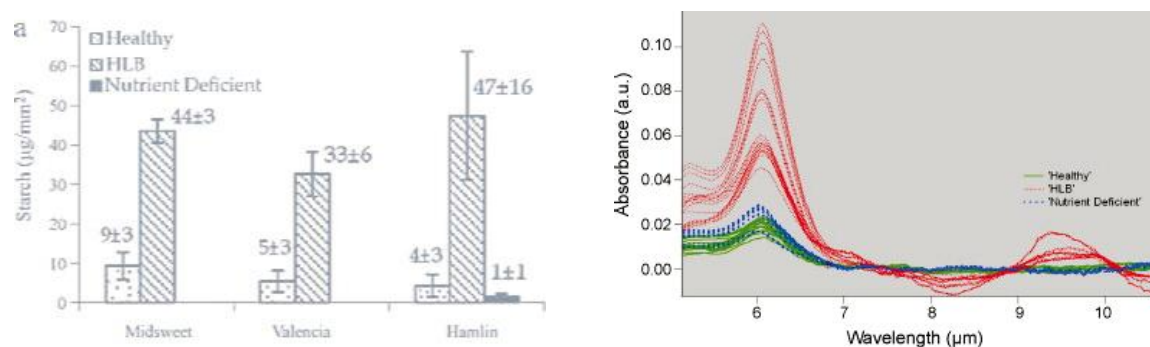 a
70
60
50
40
30
20
10
0
Starch (µg/mm²)
Healthy
HLB
Nutrient Deficient
9±3
44±3
5±3
33±6
4±3
47±16
1±1
Midsweet
Valencia
Hamlin
0.10
0.08
0.06
0.04
0.02
0.00
Absorbance (a.u.)
'Healthy'
'HLB'
'Nutrient Deficient'
6 7 8 9 10
Wavelength (µm)